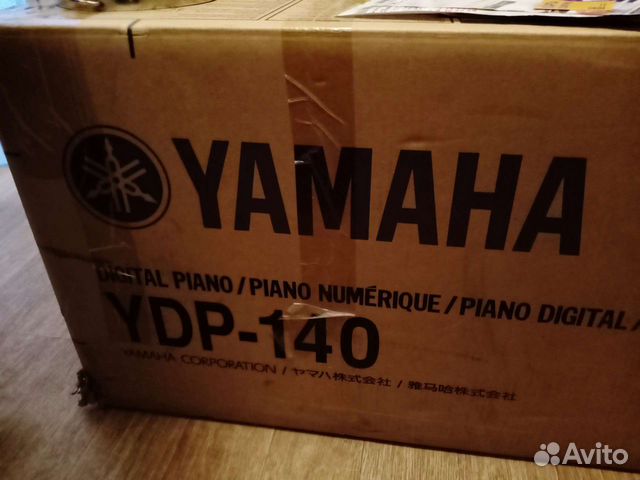 YAMAHA
DIGITAL PIANO / PIANO NUMÉRIQUE / PIANO DIGITAL /
YDP-140
YAMAHA CORPORATION / ヤマハ株式会社 / 雅马哈株式会社
Avito